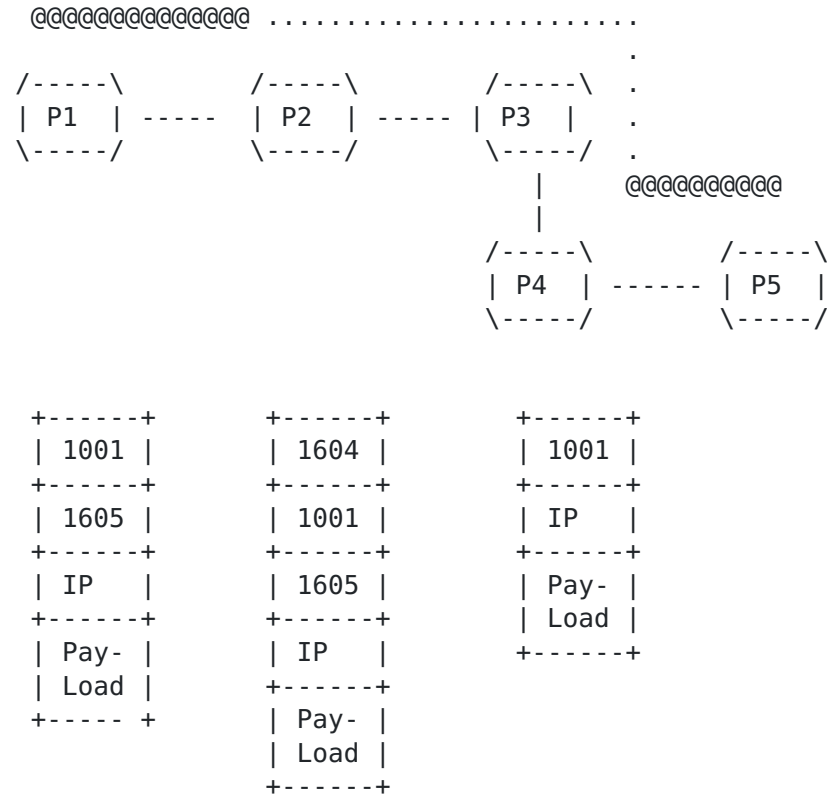 @@@@@@@@@@@@@@ ........................
.
/-----\ /-----\ /-----\ .
| P1 | ----- | P2 | ----- | P3 | .
\-----/ \-----/ \-----/ .
| @@@@@@@@@@
|
/-----\ /-----\
| P4 | ------ | P5 |
\-----/ \-----/
+------+ +------+ +------+
| 1001 | | 1604 | | 1001 |
+------+ +------+ +------+
| 1605 | | 1001 | | IP |
+------+ +------+ +------+
| IP | | 1605 | | Pay- |
+------+ +------+ | Load |
| Pay- | | IP | +------+
| Load | +------+
+----- + | Pay- |
| Load |
+------+